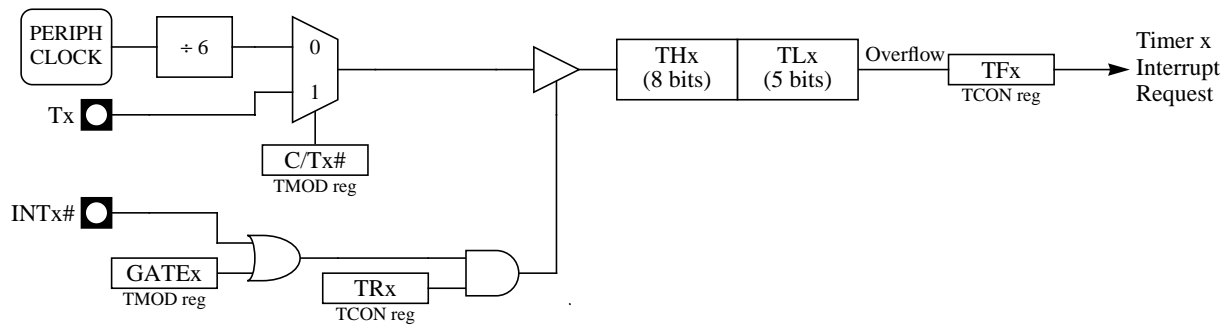 PERIPH
CLOCK
÷ 6
0
1
Tx
C/Tx#
TMOD reg
THx
(8 bits)
TLx
(5 bits)
Overflow
TFx
TCON reg
Timer x
Interrupt
Request
INTx#
GATEx
TMOD reg
TRx
TCON reg